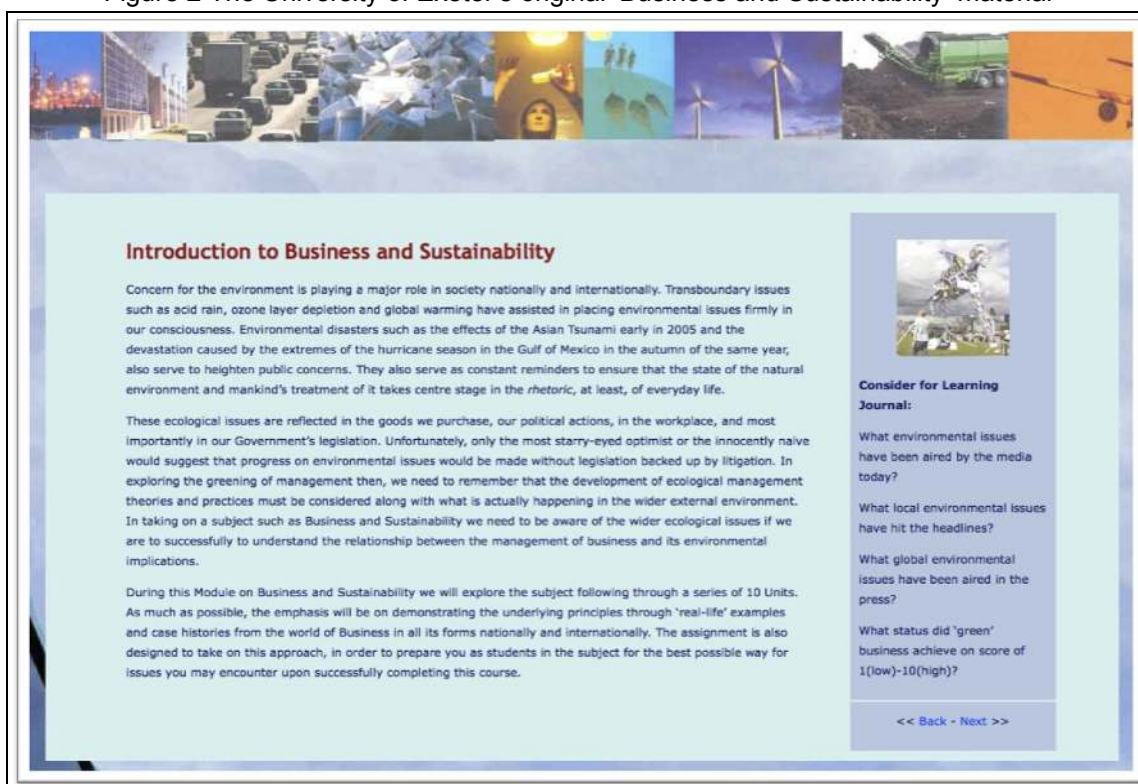 Figure 2 The University of Exeter's original 'Business and Sustainability' material
Introduction to Business and Sustainability
Concern for the environment is playing a major role in society nationally and internationally. Transboundary issues
such as acid rain, ozone layer depletion and global warming have assisted in placing environmental issues firmly in
our consciousness. Environmental disasters such as the effects of the Asian Tsunami early in 2005 and the
devastation caused by the extremes of the hurricane season in the Gulf of Mexico in the autumn of the same year,
also serve to heighten public concerns. They also serve as constant reminders to ensure that the state of the natural
environment and mankind's treatment of it takes centre stage in the rhetoric, at least, of everyday life.
These ecological issues are reflected in the goods we purchase, our political actions, in the workplace, and most
importantly in our Government's legislation. Unfortunately, only the most starry-eyed optimist or the innocently naive
would suggest that progress on environmental issues would be made without legislation backed up by litigation. In
exploring the greening of management then, we need to remember that the development of ecological management
theories and practices must be considered along with what is actually happening in the wider external environment.
In taking on a subject such as Business and Sustainability we need to be aware of the wider ecological issues if we
are to successfully to understand the relationship between the management of business and its environmental
implications.
During this Module on Business and Sustainability we will explore the subject following through a series of 10 Units.
As much as possible, the emphasis will be on demonstrating the underlying principles through 'real-life' examples
and case histories from the world of Business in all its forms nationally and internationally. The assignment is also
designed to take on this approach, in order to prepare you as students in the subject for the best possible way for
issues you may encounter upon successfully completing this course.
Consider for Learning
Journal:
What environmental issues
have been aired by the media
today?
What local environmental issues
have hit the headlines?
What global environmental
issues have been aired in the
press?
What status did 'green'
business achieve on score of
1(low)-10(high)?
<< Back - Next >>